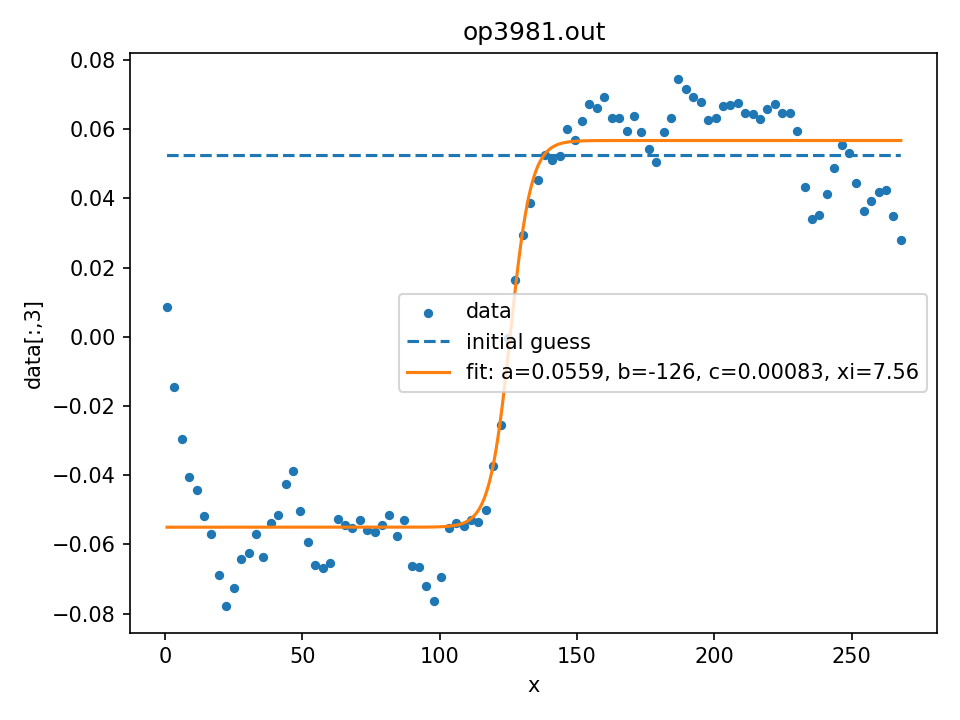 op3981.out
0.08
0.06
0.04
0.02
0.00
−0.02
−0.04
−0.06
−0.08
data[:,3]
data
initial guess
fit: a=0.0559, b=-126, c=0.00083, xi=7.56
0 50 100 150 200 250
x